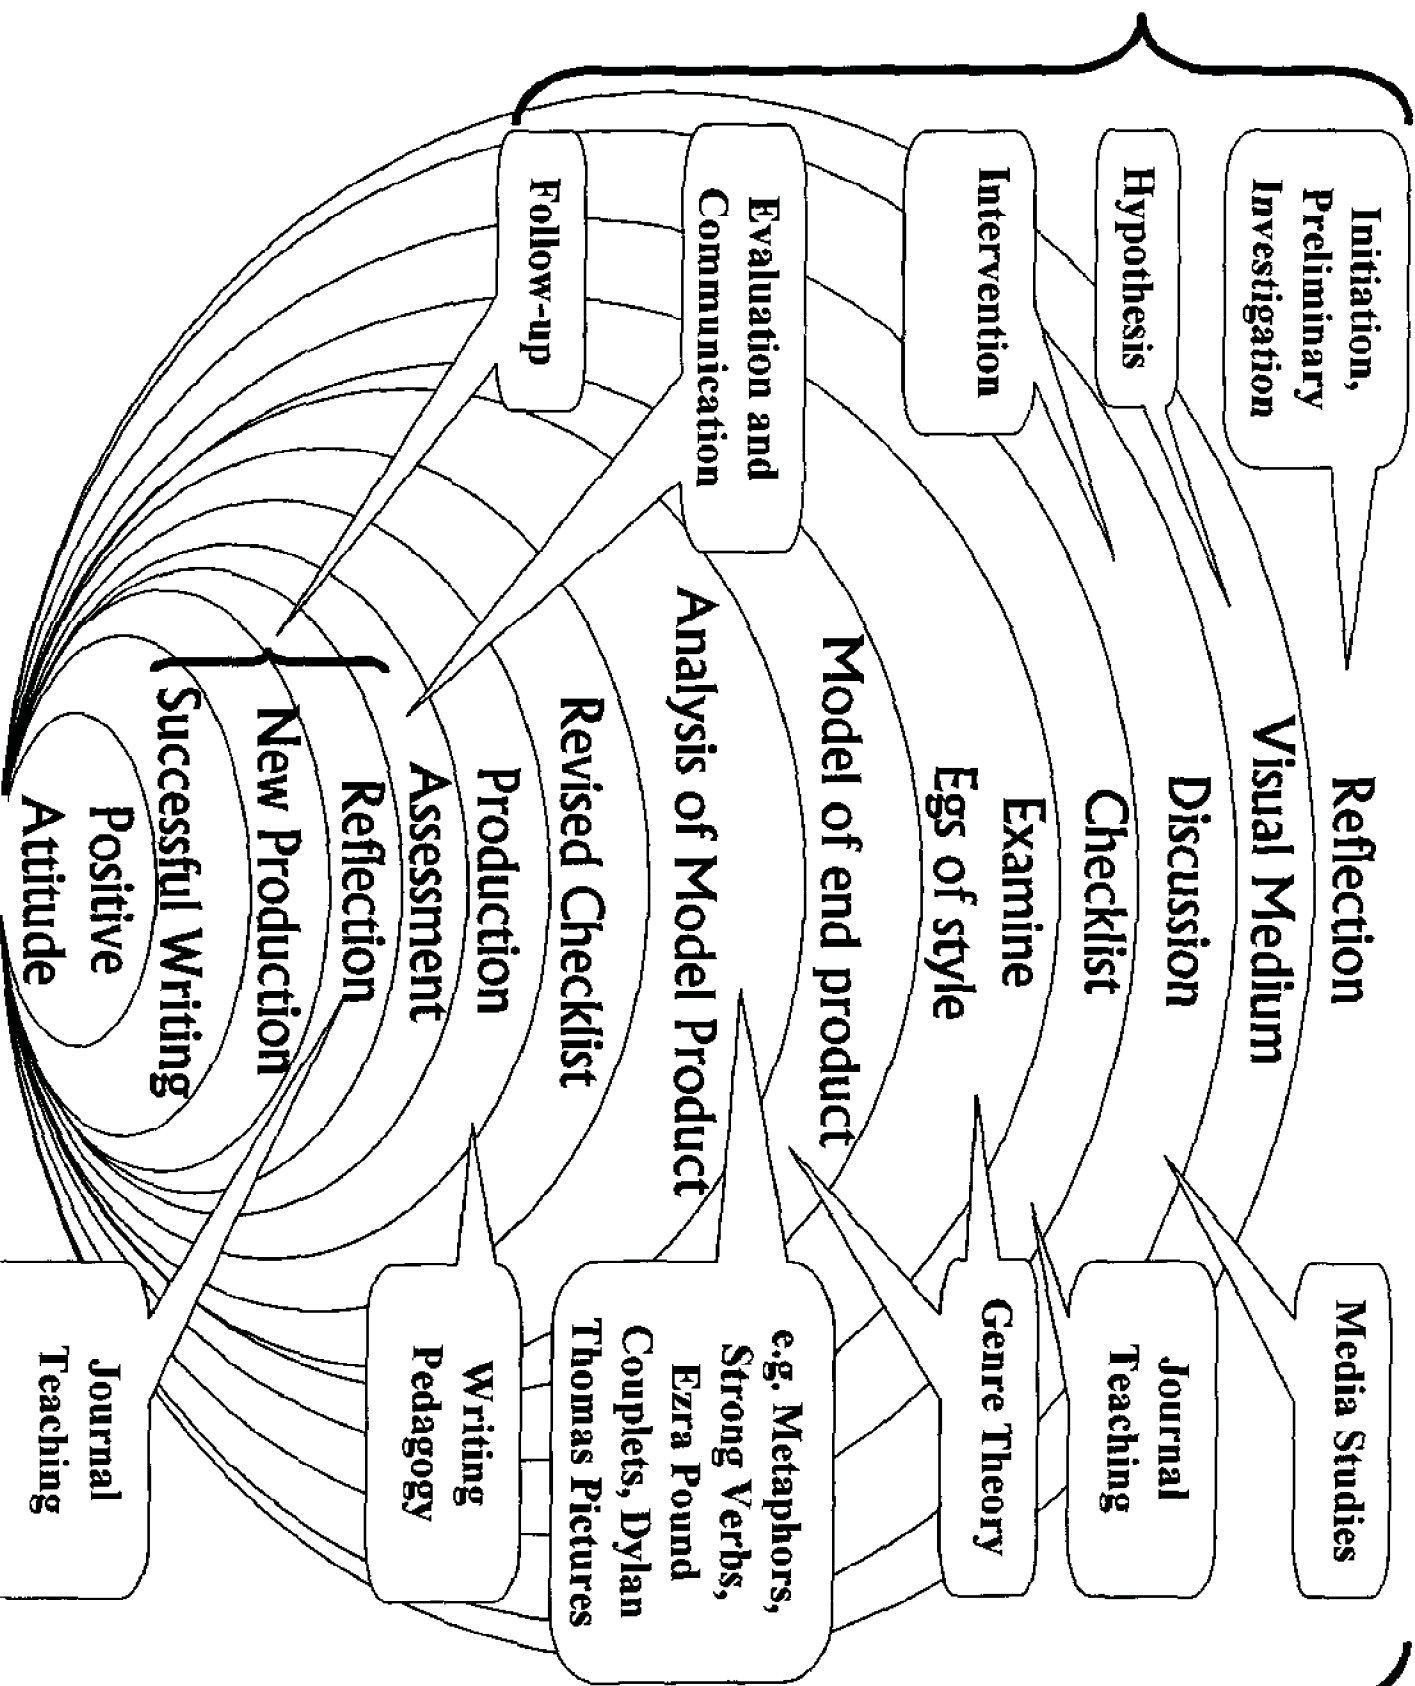 Initiation,
Preliminary
Investigation
Hypothesis
Intervention
Evaluation and
Communication
Follow-up
Reflection
Visual Medium
Discussion
Checklist
Examine
Egs of style
Model of end product
Analysis of Model Product
Revised Checklist
Production
Assessment
Reflection
New Production
Successful Writing
Positive
Attitude
Media Studies
Journal
Teaching
Genre Theory
e.g. Metaphors,
Strong Verbs,
Ezra Pound
Couplets, Dylan
Thomas Pictures
Writing
Pedagogy
Journal
Teaching